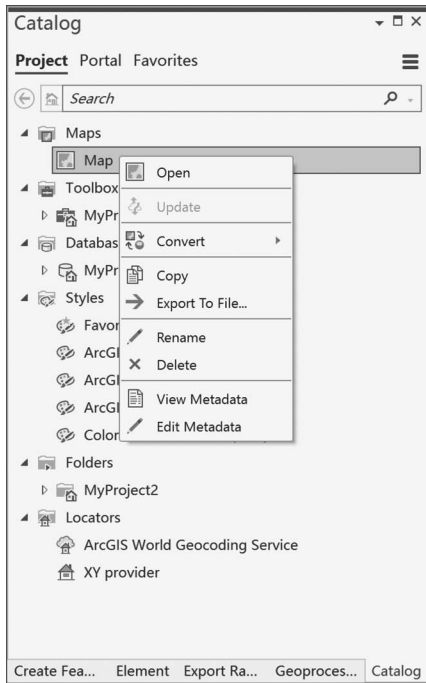 Catalog
Project Portal Favorites
Search
Maps
Map
Open
Toolbox
Update
MyPr
Databas
Convert
MyPr
Copy
Styles
Export To File...
Favor
Rename
ArcGI
Delete
ArcGI
ArcGI
View Metadata
Color
Edit Metadata
Folders
MyProject2
Locators
ArcGIS World Geocoding Service
XY provider
Create Fea... Element Export Ra... Geoproces... Catalog